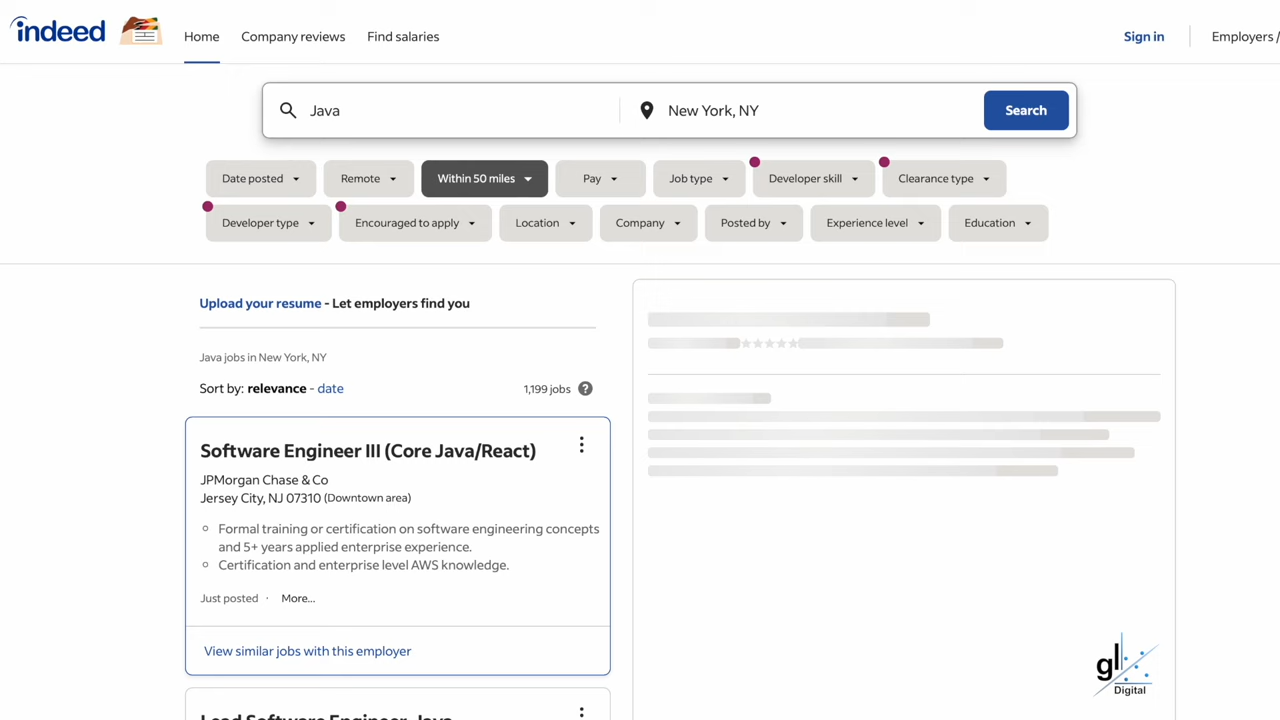 indeed
Home Company reviews Find salaries Sign in Employers /
Java New York, NY Search
Date posted Remote Within 50 miles Pay Job type Developer skill Clearance type
Developer type Encouraged to apply Location Company Posted by Experience level Education
Upload your resume - Let employers find you
Java jobs in New York, NY
Sort by: relevance - date 1,199 jobs ?
Software Engineer III (Core Java/React)
JPMorgan Chase & Co
Jersey City, NJ 07310 (Downtown area)
Formal training or certification on software engineering concepts
and 5+ years applied enterprise experience.
Certification and enterprise level AWS knowledge.
Just posted · More...
View similar jobs with this employer
Lead Software Engineer Java
gl
Digital